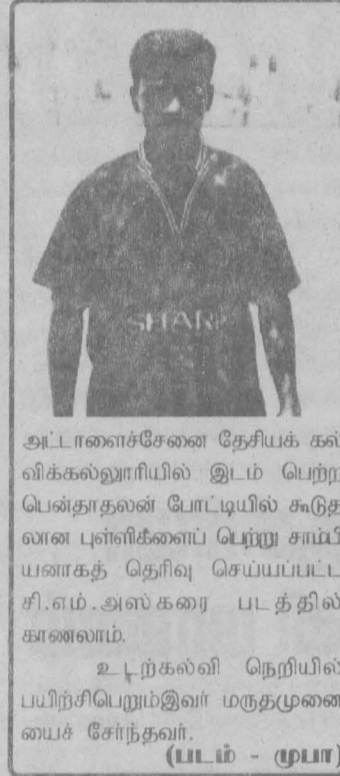 SHARP
அட்டாளைச்சேனை தேசியக் கல்
விக்கல்லூரியில் இடம் பெற்ற
பென்தாதலன் போட்டியில் கூடுத
லான புள்ளிகளைப் பெற்று சாம்பி
யனாகத் தெரிவு செய்யப்பட்ட
சி.எம்.அஸ்கரை படத்தில்
காணலாம்.
உடற்கல்வி நெறியில்
பயிற்சிபெறும்இவர் மருதமுனை
யைச் சேர்ந்தவர்.
(படம் - முபா)